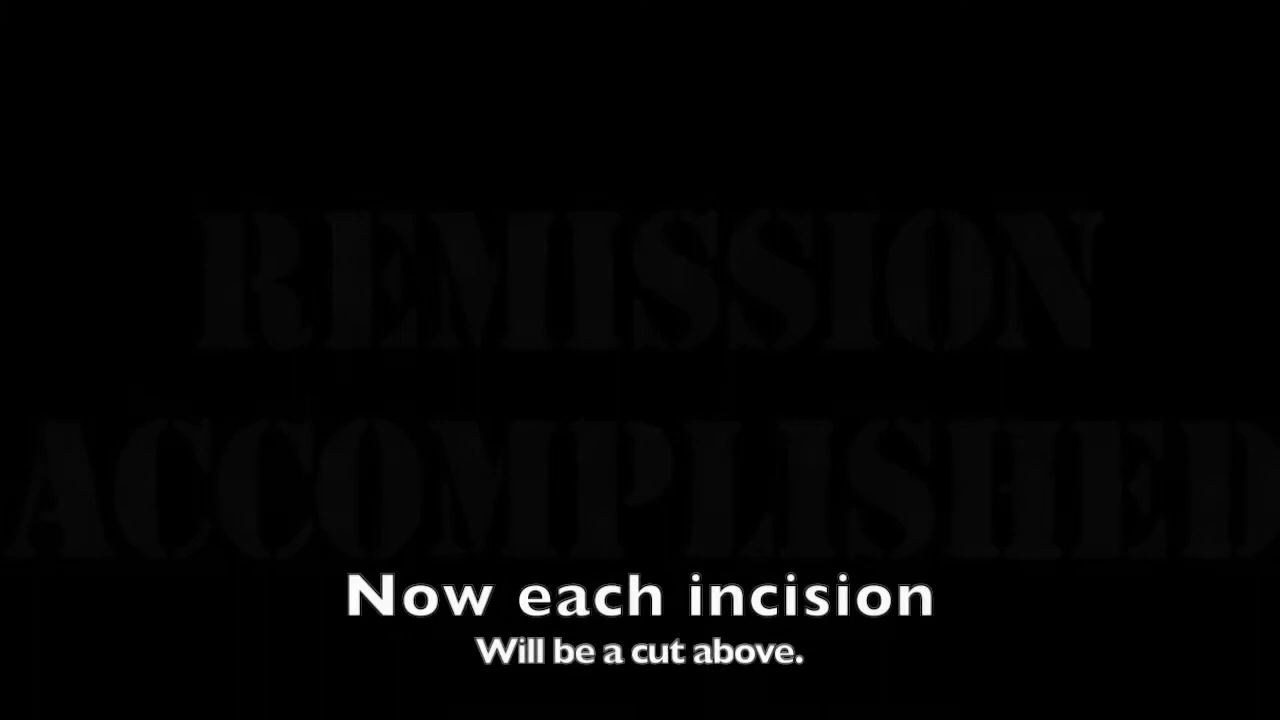 REMISSION
ACCOMPLISHED
Now each incision
Will be a cut above.